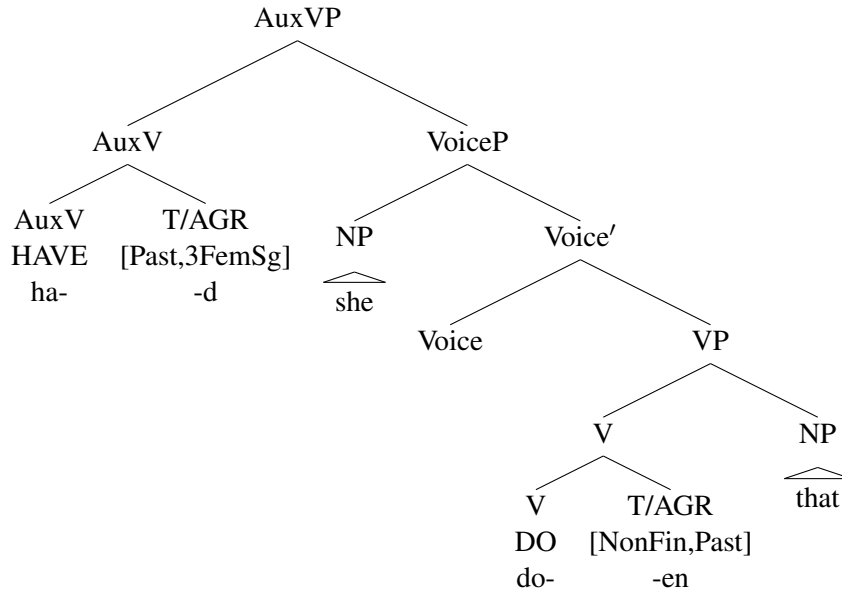 AuxVP
AuxV VoiceP
AuxV T/AGR NP Voice′
HAVE [Past,3FemSg]
ha- -d she
Voice VP
V NP
V T/AGR that
DO [NonFin,Past]
do- -en